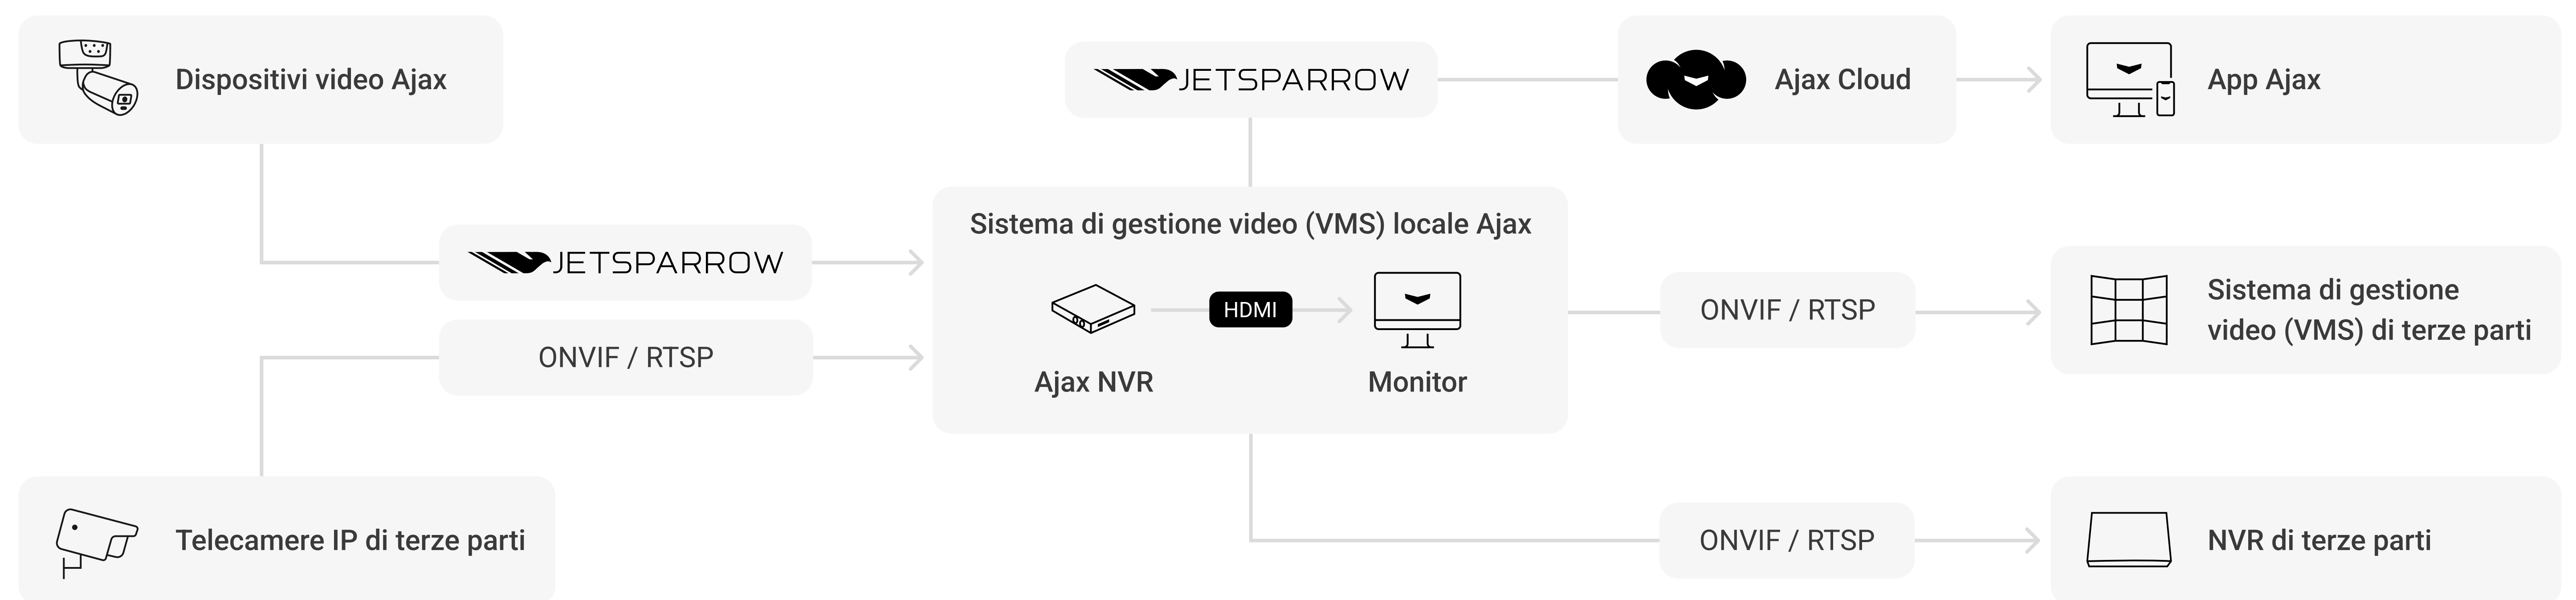 Dispositivi video Ajax
JETSPARROW
Ajax Cloud
App Ajax
JETSPARROW
ONVIF / RTSP
Sistema di gestione video (VMS) locale Ajax
HDMI
Ajax NVR
Monitor
ONVIF / RTSP
Sistema di gestione
video (VMS) di terze parti
Telecamere IP di terze parti
ONVIF / RTSP
NVR di terze parti